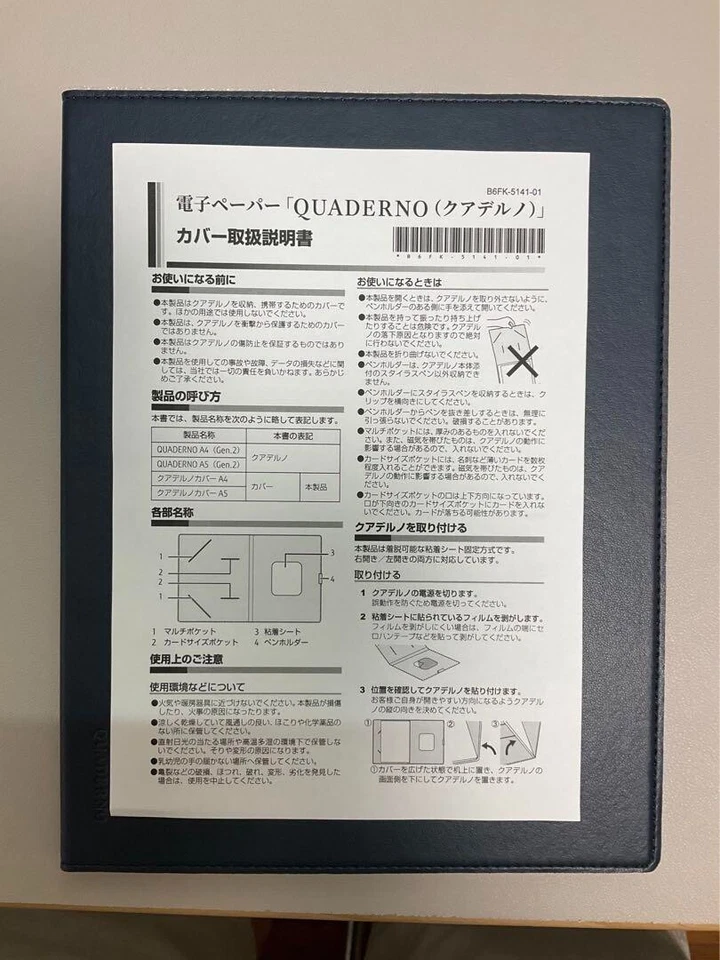 B6FK-5141-01
電子ペーパー「QUADERNO（クアデルノ）」
カバー取扱説明書
*B6FK-5141-01*
お使いになる前に
●本製品はクアデルノを収納、携帯するためのカバーで
す。ほかの用途では使用しないでください。
●本製品は、クアデルノを衝撃から保護するためのカバー
ではありません。
●本製品はクアデルノの傷防止を保証するものではあり
ません。
●本製品を使用しての事故や故障、データの損失などに関
しては、当社では一切の責任を負いかねます。あらかじ
めご了承ください。
製品の呼び方
本書では、製品名称を次のように略して表記します。
製品名称
本書の表記
QUADERNO A4（Gen.2）
QUADERNO A5（Gen.2）
クアデルノ
クアデルノカバー A4
クアデルノカバー A5
カバー
本製品
各部名称
1
2
2
1
3
4
1 マルチポケット
3 粘着シート
2 カードサイズポケット
4 ペンホルダー
使用上のご注意
使用環境などについて
●火気や暖房器具に近づけないでください。本製品が損傷
したり、火事の原因になったります。
●涼しく乾燥していて風通しの良い、ほこりや化学薬品の
ない所に保管してください。
●直射日光の当たる場所や高温多湿の環境下で保管しな
いでください。そりや変形の原因になります。
●乳幼児の手の届かない場所へ保管してください。
●亀裂などの破損、ほつれ、破れ、変形、劣化を発見した
場合は、使用を中止してください。
お使いになるときは
●本製品を開くときは、クアデルノを取り外さないように、
ペンホルダーのある側に手を添えて開いてください。
●本製品を持って振ったり持ち上げ
たりすることは危険です。クアデル
ノの落下原因となりますので絶対
に行わないでください。
●本製品を折り曲げないでください。
●ペンホルダーは、クアデルノ本体添
付のスタイラスペン以外収納でき
ません。
●ペンホルダーにスタイラスペンを収納するときは、ク
リップを横向きにしてください。
●ペンホルダーからペンを抜き差しするときは、無理に
引っ張らないでください。破損することがあります。
●マルチポケットには、厚みのあるものを入れないでくだ
さい。また、磁気を帯びたものは、クアデルノの動作に
影響する場合があるので、入れないでください。
●カードサイズポケットには、名刺など薄いカードを数枚
程度入れることができます。磁気を帯びたものは、クア
デルノの動作に影響する場合があるので、入れないでくだ
さい。
●カードサイズポケットの口は上下方向になっています。
口が下向きのカードサイズポケットにカードを入れな
いでください。カードが落ちる可能性があります。
クアデルノを取り付ける
本製品は着脱可能な粘着シート固定方式です。
右開き／左開きの両方に対応しています。
取り付ける
1 クアデルノの電源を切ります。
誤動作を防ぐため電源を切ってください。
2 粘着シートに貼られているフィルムを剥がします。
フィルムを剥がしにくい場合は、フィルムの端にセ
ロハンテープなどを貼って剥がしてください。
3 位置を確認してクアデルノを貼り付けます。
お客様ご自身が開きやすい方向になるようクアデル
ノの縦の向きを決めてください。
①
②
③
①カバーを広げた状態で机上に置き、クアデルノの
画面側を下にしてクアデルノを置きます。
QUADERNO